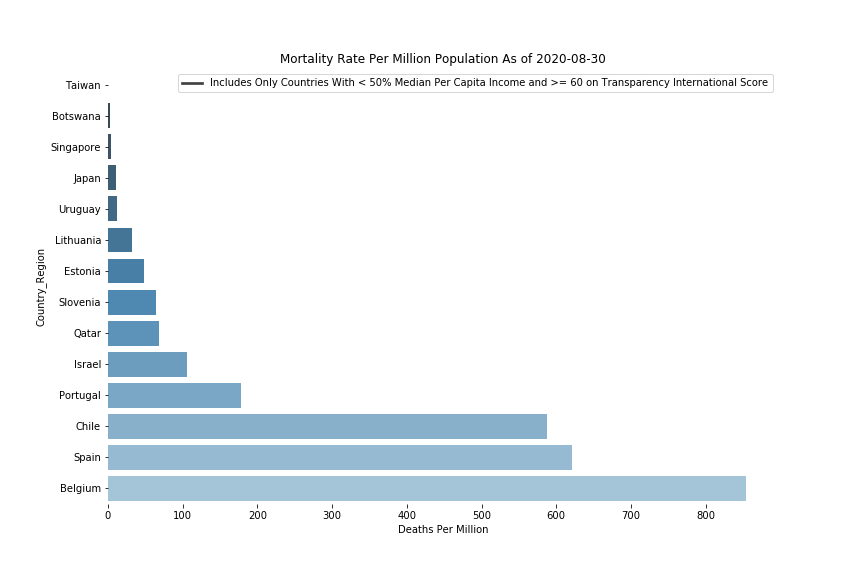 Mortality Rate Per Million Population As of 2020-08-30
Includes Only Countries With < 50% Median Per Capita Income and >= 60 on Transparency International Score
Country_Region
Taiwan
Botswana
Singapore
Japan
Uruguay
Lithuania
Estonia
Slovenia
Qatar
Israel
Portugal
Chile
Spain
Belgium
0 100 200 300 400 500 600 700 800
Deaths Per Million